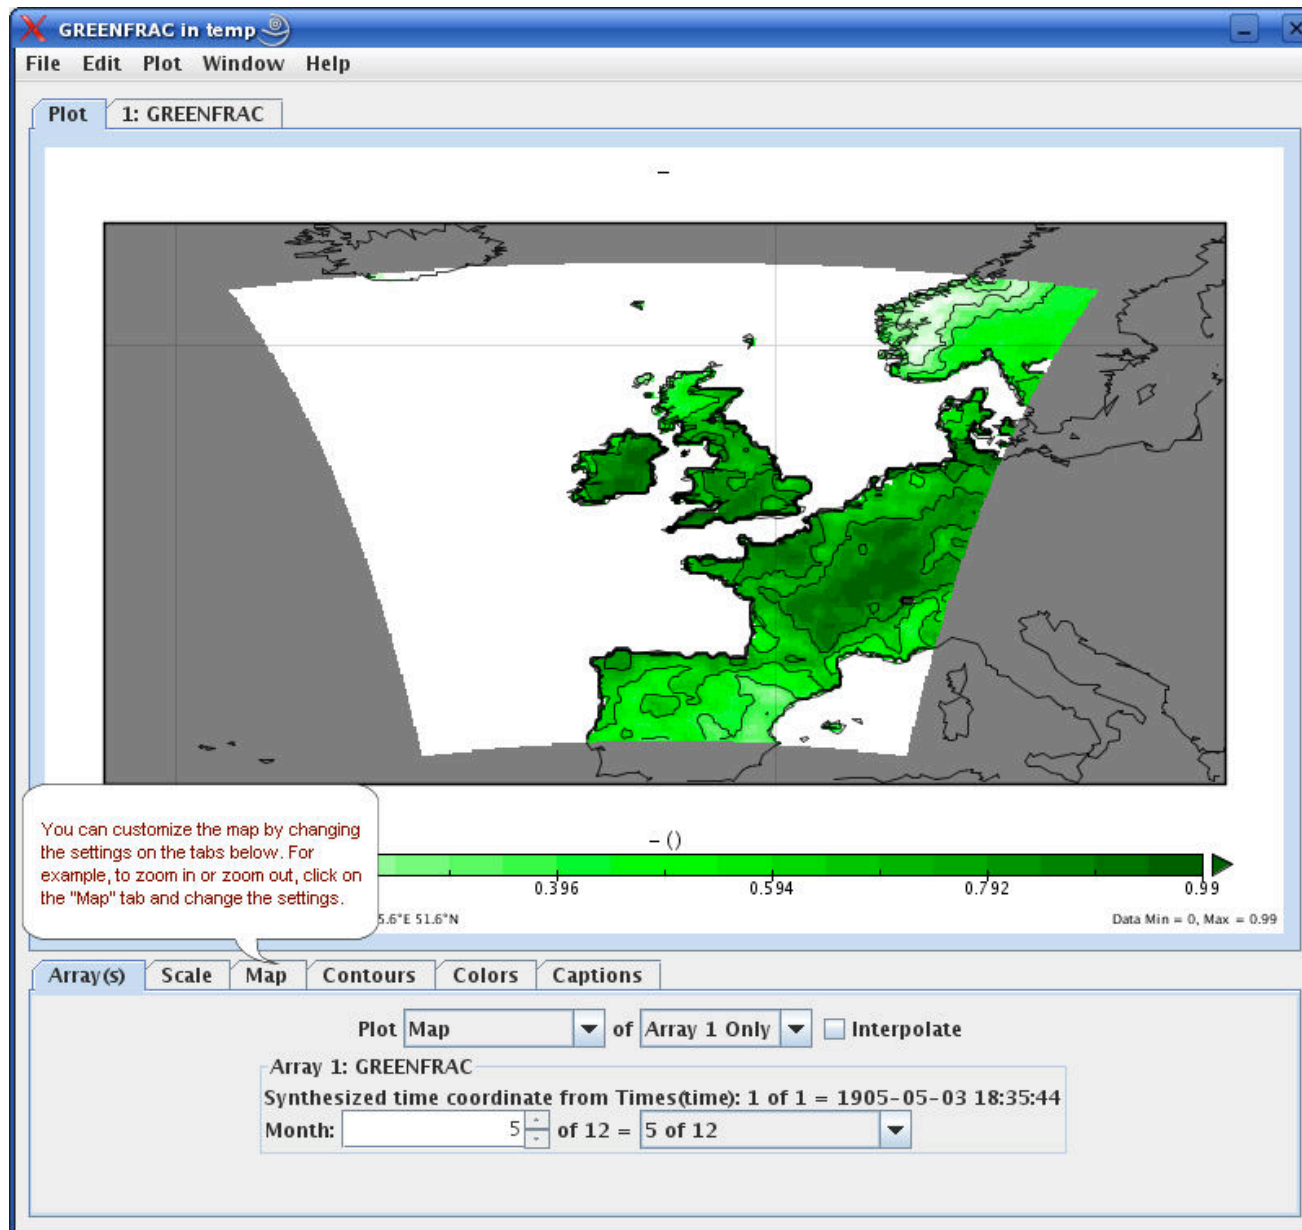 GREENFRAC in temp
File Edit Plot Window Help
Plot 1: GREENFRAC
–
You can customize the map by changing
the settings on the tabs below. For
example, to zoom in or zoom out, click on
the "Map" tab and change the settings.
– ()
0.396 0.594 0.792 0.99
5.6°E 51.6°N Data Min = 0, Max = 0.99
Array(s) Scale Map Contours Colors Captions
Plot Map of Array 1 Only Interpolate
Array 1: GREENFRAC
Synthesized time coordinate from Times(time): 1 of 1 = 1905-05-03 18:35:44
Month: 5 of 12 = 5 of 12